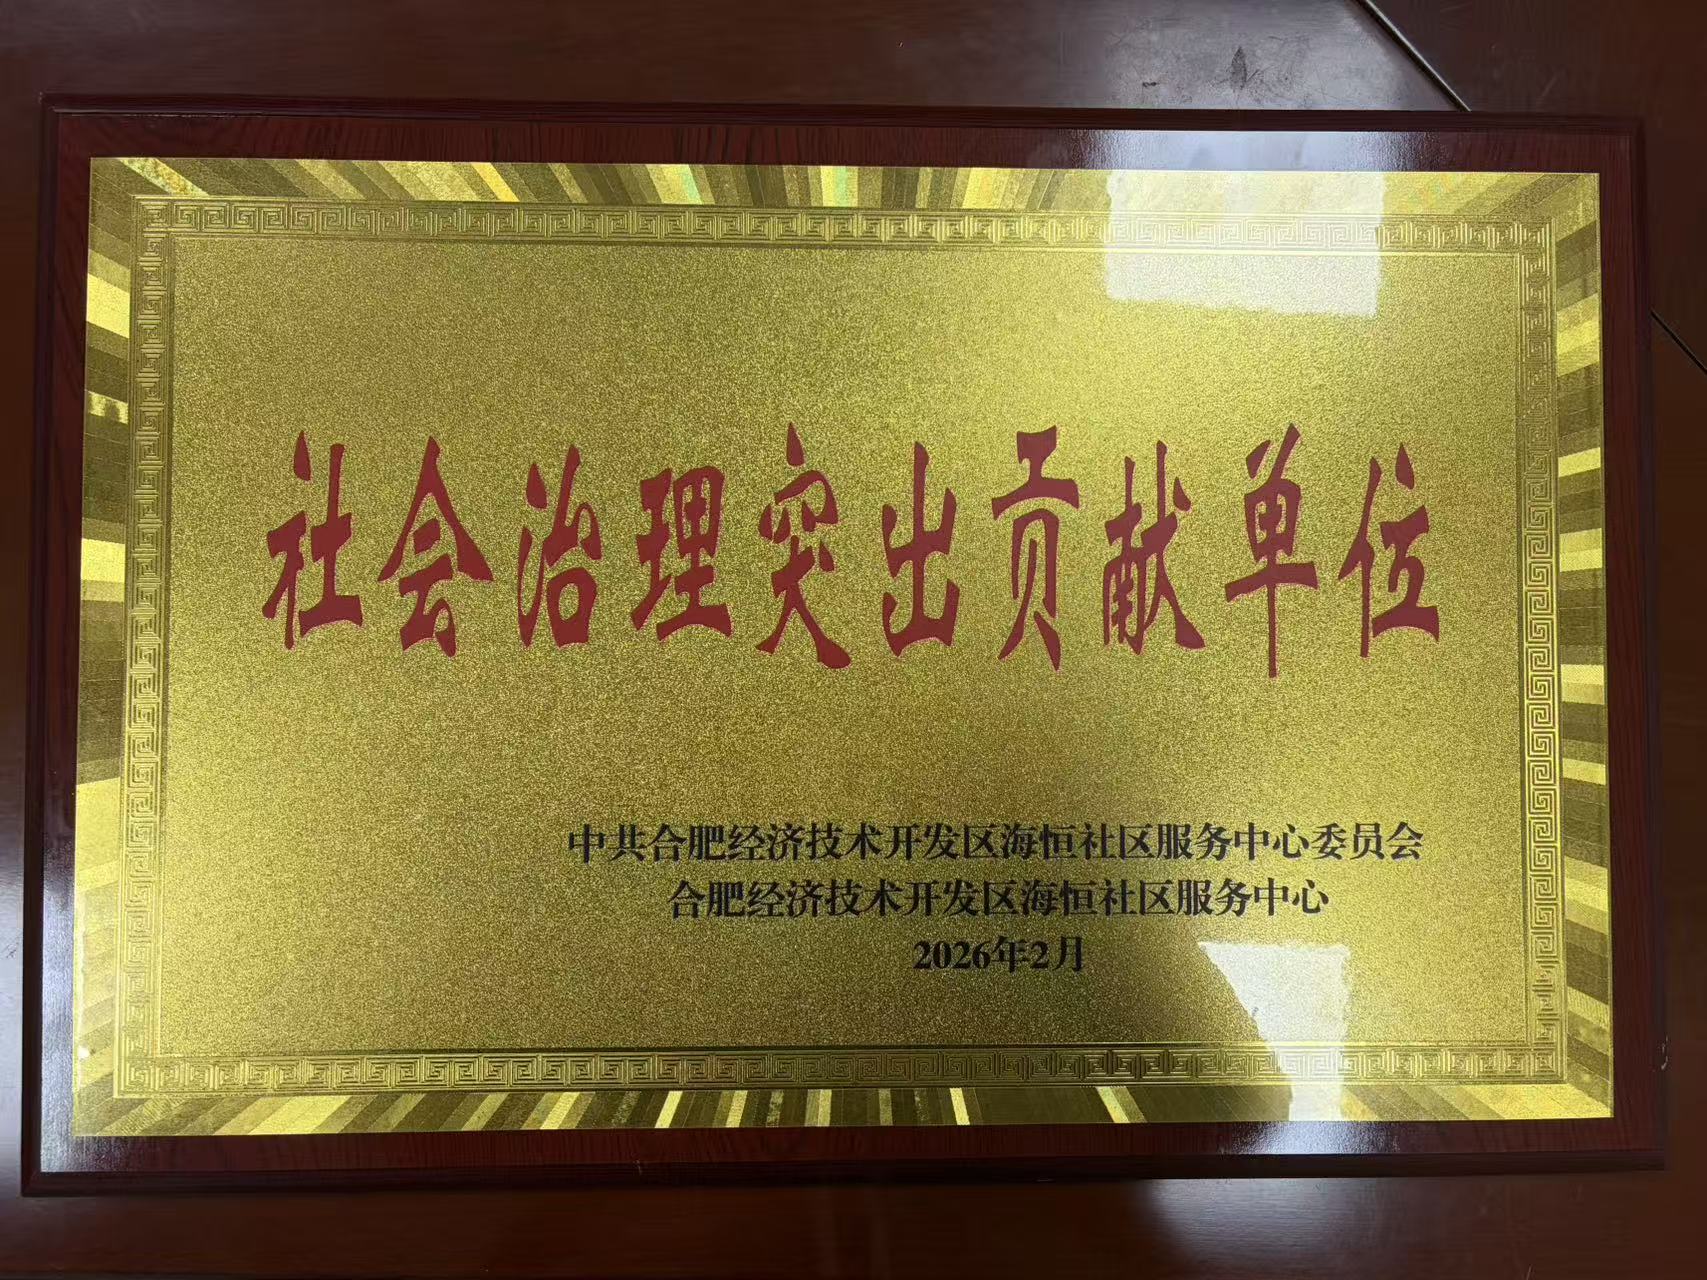 社会治理突出贡献单位
中共合肥经济技术开发区海恒社区服务中心委员会
合肥经济技术开发区海恒社区服务中心
2026年2月